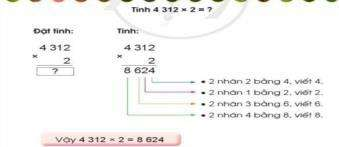 Tính 4 312 × 2 = ?
Đặt tính: Tính:
4 312 4 312
× ×
2 2
? 8 624
• 2 nhân 2 bằng 4, viết 4.
• 2 nhân 1 bằng 2, viết 2.
• 2 nhân 3 bằng 6, viết 6.
• 2 nhân 4 bằng 8, viết 8.
Vậy 4 312 × 2 = 8 624